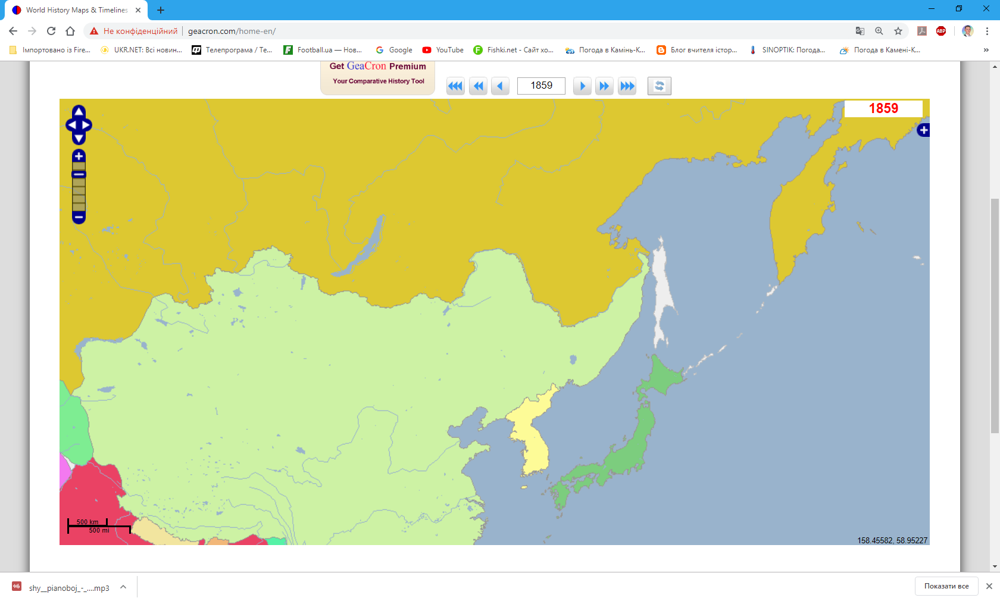 World History Maps & Timelines
Не конфіденційний
geacron.com/home-en/
Імпортовано із Fire...
UKR.NET: Всі новин...
Телепрограма / Те...
Football.ua — Нов...
Google
YouTube
Fishki.net - Сайт хо...
Погода в Камінь-К...
Блог вчителя істор...
SINOPTIK: Погода...
Погода в Камені-К...
»
ABP
Get GeaCron Premium
Your Comparative History Tool
1859
1859
500 km
500 mi
158.45582, 58.95227
shy__pianoboj_-_....mp3
Показати все